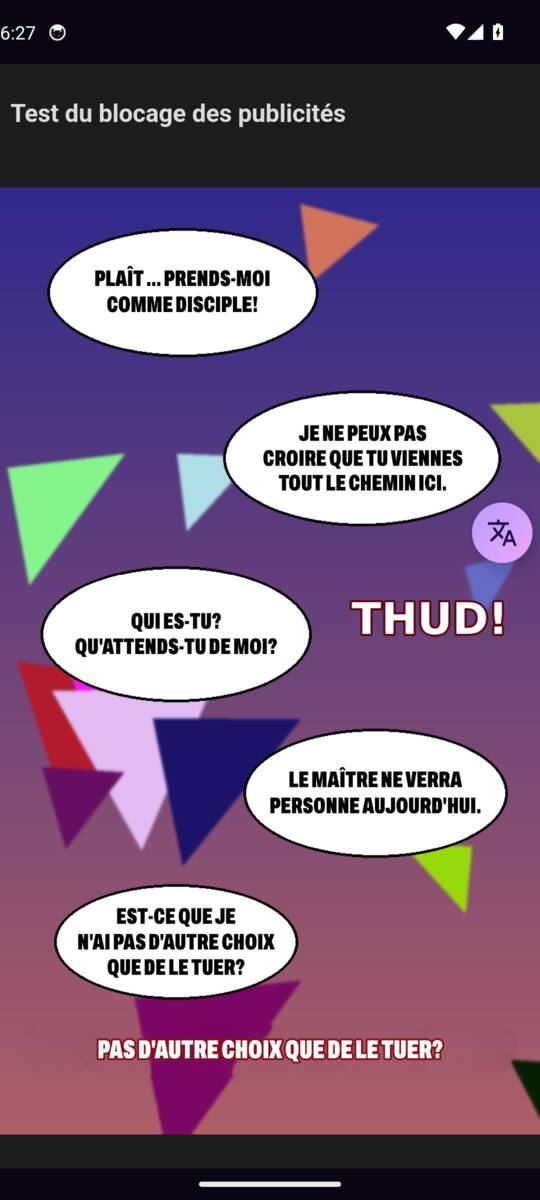 6:27
Test du blocage des publicités
PLAÎT ... PRENDS-MOI
COMME DISCIPLE!
JE NE PEUX PAS
CROIRE QUE TU VIENNES
TOUT LE CHEMIN ICI.
QUI ES-TU?
QU'ATTENDS-TU DE MOI?
THUD!
LE MAÎTRE NE VERRA
PERSONNE AUJOURD'HUI.
EST-CE QUE JE
N'AI PAS D'AUTRE CHOIX
QUE DE LE TUER?
PAS D'AUTRE CHOIX QUE DE LE TUER?